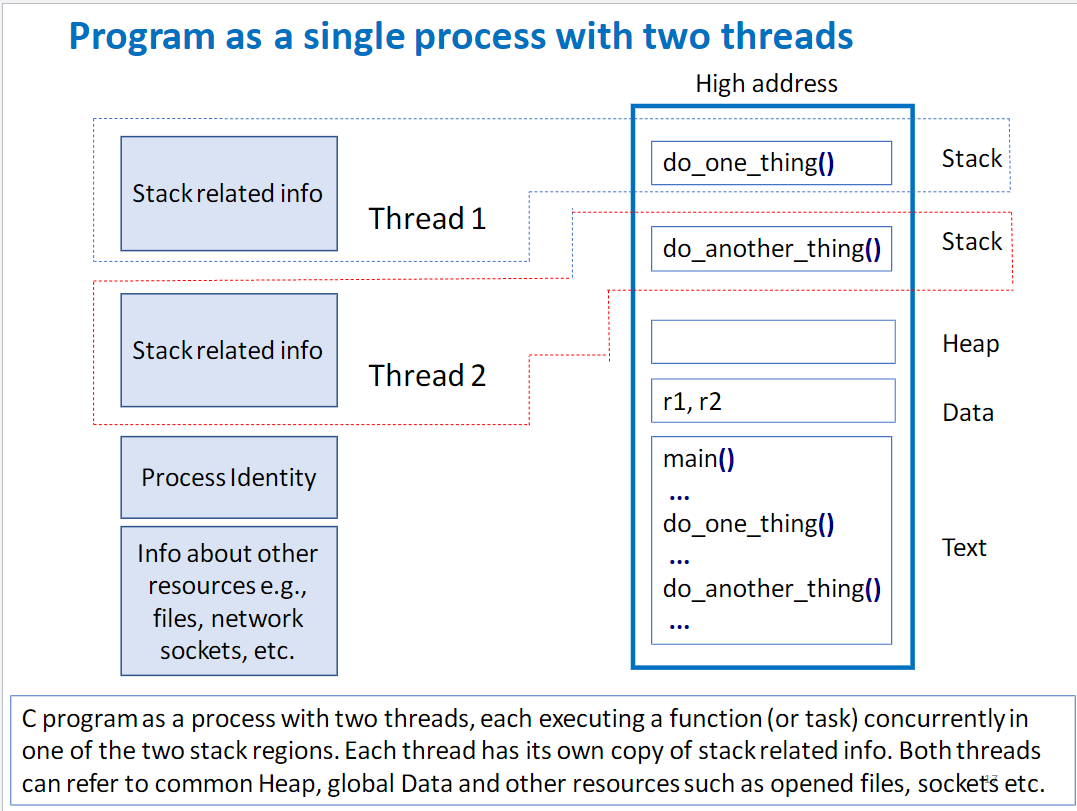 Program as a single process with two threads
High address
Stack related info
Thread 1
do_one_thing()
Stack
do_another_thing()
Stack
Stack related info
Thread 2
Heap
r1, r2
Data
Process Identity
Info about other
resources e.g.,
files, network
sockets, etc.
main()
...
do_one_thing()
...
do_another_thing()
...
Text
C program as a process with two threads, each executing a function (or task) concurrently in
one of the two stack regions. Each thread has its own copy of stack related info. Both threads
can refer to common Heap, global Data and other resources such as opened files, sockets etc.
17